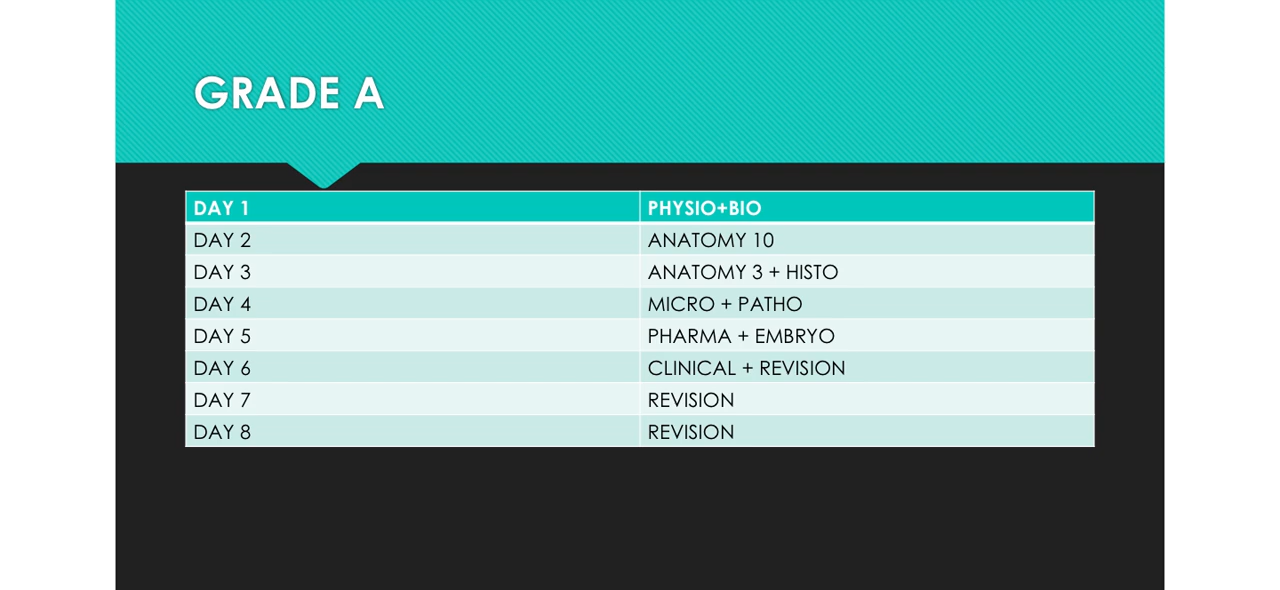 GRADE A
DAY 1 PHYSIO+BIO
DAY 2 ANATOMY 10
DAY 3 ANATOMY 3 + HISTO
DAY 4 MICRO + PATHO
DAY 5 PHARMA + EMBRYO
DAY 6 CLINICAL + REVISION
DAY 7 REVISION
DAY 8 REVISION